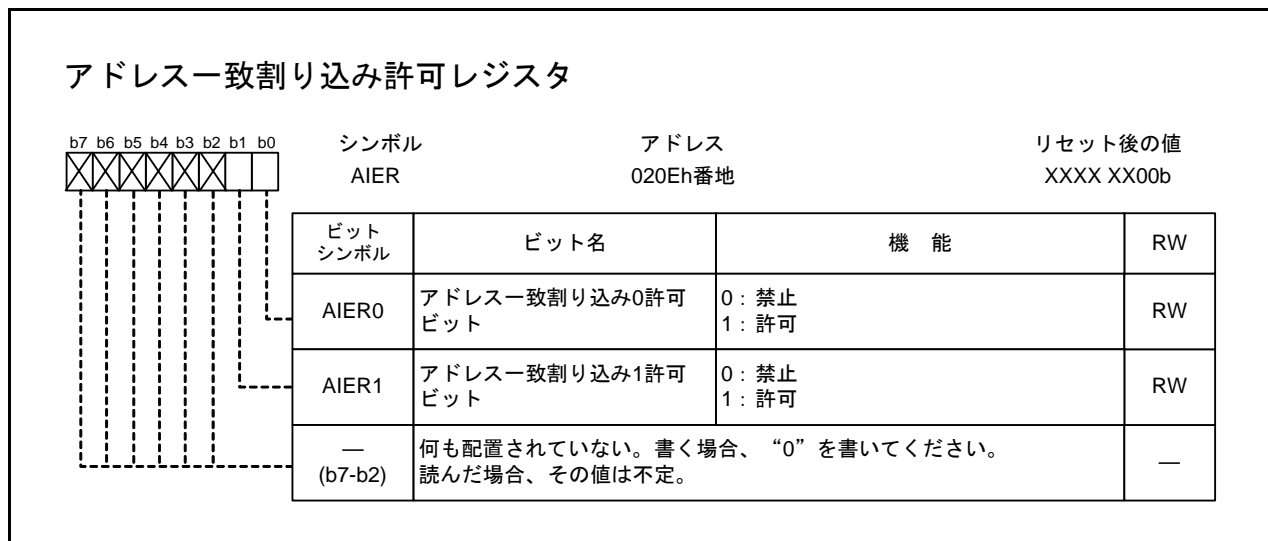 アドレス一致割り込み許可レジスタ
b7 b6 b5 b4 b3 b2 b1 b0
シンボル アドレス リセット後の値
AIER 020Eh番地 XXXX XX00b
ビット
シンボル
ビット名
機 能
RW
AIER0
アドレス一致割り込み0許可
ビット
0：禁止
1：許可
RW
AIER1
アドレス一致割り込み1許可
ビット
0：禁止
1：許可
RW
—
(b7-b2)
何も配置されていない。書く場合、“0”を書いてください。
読んだ場合、その値は不定。
—